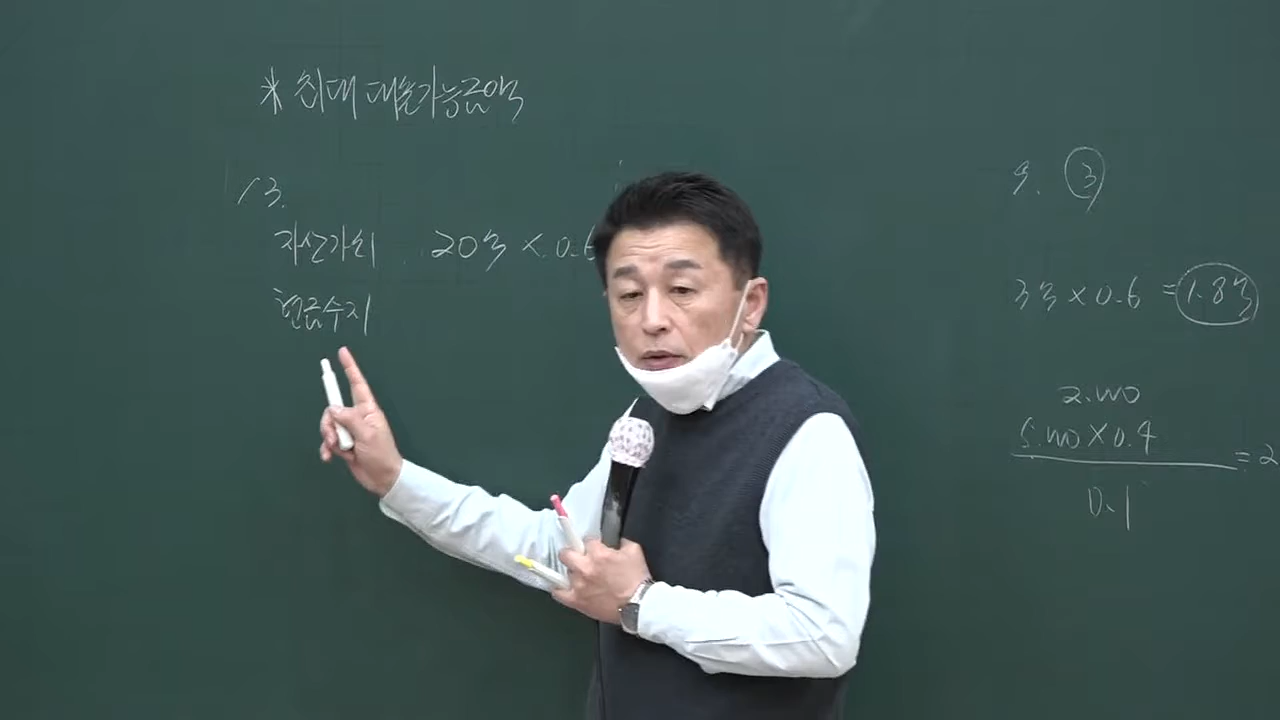 * 최대 대출가능금액
13.
자산가치 20억 × 0.6
현금수지
9. ③
3억 × 0.6 = 1.8억
2.000
5.000 × 0.4
= 2
0.1